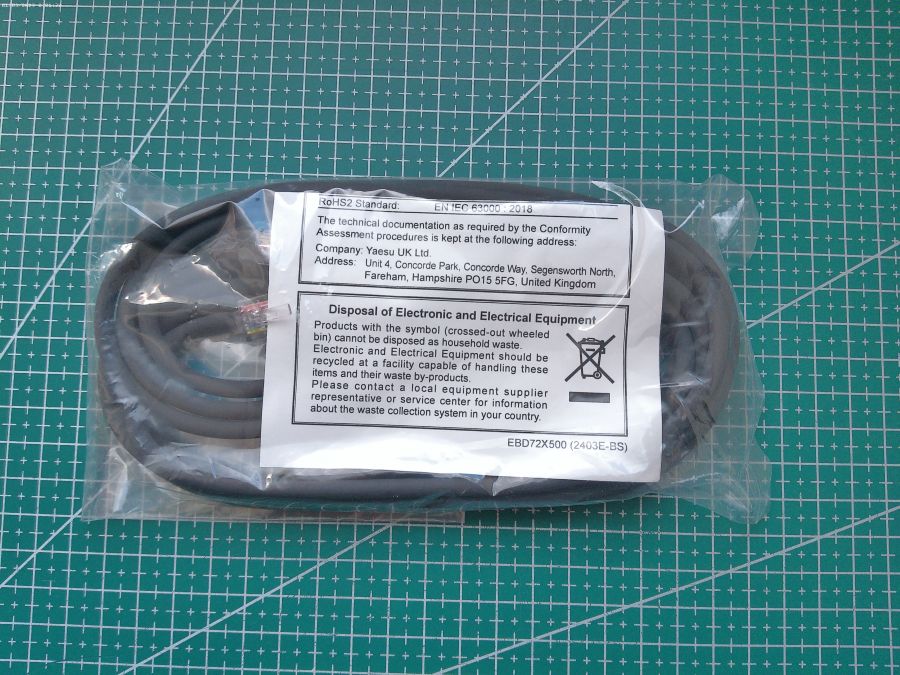 RoHS2 Standard: EN IEC 63000 : 2018
The technical documentation as required by the Conformity
Assessment procedures is kept at the following address:
Company: Yaesu UK Ltd.
Address: Unit 4, Concorde Park, Concorde Way, Segensworth North,
Fareham, Hampshire PO15 5FG, United Kingdom
Disposal of Electronic and Electrical Equipment
Products with the symbol (crossed-out wheeled
bin) cannot be disposed as household waste.
Electronic and Electrical Equipment should be
recycled at a facility capable of handling these
items and their waste by-products.
Please contact a local equipment supplier
representative or service center for information
about the waste collection system in your country.
EBD72X500 (2403E-BS)